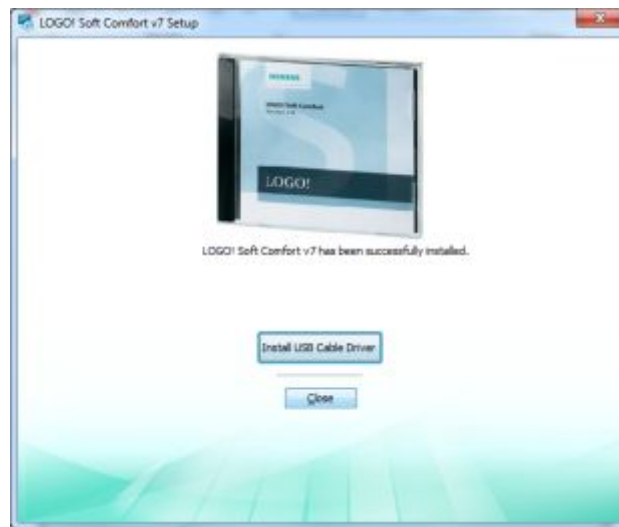 LOGO! Soft Comfort v7 Setup
SIEMENS
LOGO!
LOGO! Soft Comfort v7 has been successfully installed.
Install USB Cable Driver
Close